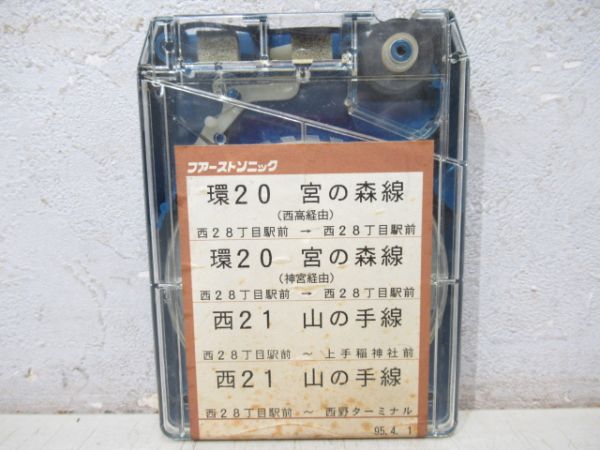 ファーストソニック
環20 宮の森線
(西高経由)
西28丁目駅前 → 西28丁目駅前
環20 宮の森線
(神宮経由)
西28丁目駅前 → 西28丁目駅前
西21 山の手線
西28丁目駅前 ～ 上手稲神社前
西21 山の手線
西28丁目駅前 ～ 西野ターミナル
95.4.1